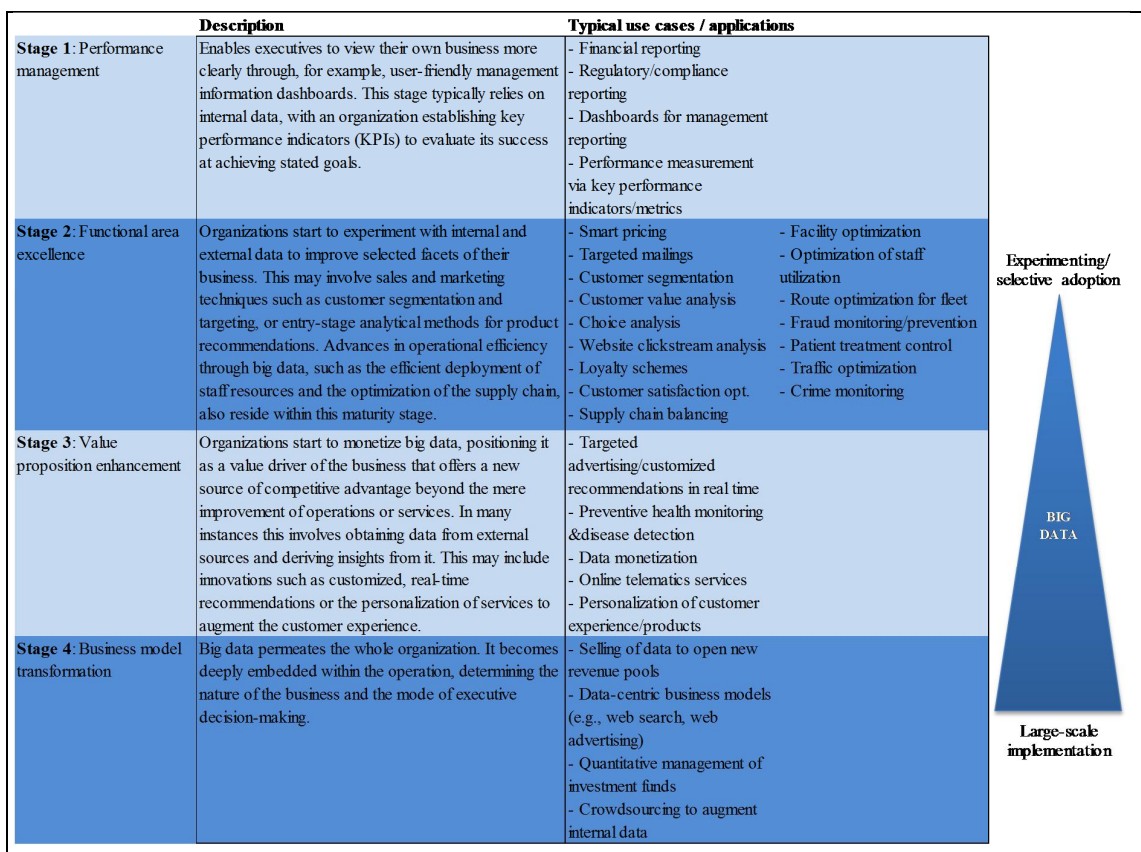 Description
Typical use cases / applications
Stage 1: Performance
management
Enables executives to view their own business more
clearly through, for example, user-friendly management
information dashboards. This stage typically relies on
internal data, with an organization establishing key
performance indicators (KPIs) to evaluate its success
at achieving stated goals.
- Financial reporting
- Regulatory/compliance
reporting
- Dashboards for management
reporting
- Performance measurement
via key performance
indicators/metrics
Stage 2: Functional area
excellence
Organizations start to experiment with internal and
external data to improve selected facets of their
business. This may involve sales and marketing
techniques such as customer segmentation and
targeting, or entry-stage analytical methods for product
recommendations. Advances in operational efficiency
through big data, such as the efficient deployment of
staff resources and the optimization of the supply chain,
also reside within this maturity stage.
- Smart pricing
- Targeted mailings
- Customer segmentation
- Customer value analysis
- Choice analysis
- Website clickstream analysis
- Loyalty schemes
- Customer satisfaction opt.
- Supply chain balancing
- Facility optimization
- Optimization of staff
utilization
- Route optimization for fleet
- Fraud monitoring/prevention
- Patient treatment control
- Traffic optimization
- Crime monitoring
Stage 3: Value
proposition enhancement
Organizations start to monetize big data, positioning it
as a value driver of the business that offers a new
source of competitive advantage beyond the mere
improvement of operations or services. In many
instances this involves obtaining data from external
sources and deriving insights from it. This may include
innovations such as customized, real-time
recommendations or the personalization of services to
augment the customer experience.
- Targeted
advertising/customized
recommendations in real time
- Preventive health monitoring
&disease detection
- Data monetization
- Online telematics services
- Personalization of customer
experience/products
Stage 4: Business model
transformation
Big data permeates the whole organization. It becomes
deeply embedded within the operation, determining the
nature of the business and the mode of executive
decision-making.
- Selling of data to open new
revenue pools
- Data-centric business models
(e.g., web search, web
advertising)
- Quantitative management of
investment funds
- Crowdsourcing to augment
internal data
Experimenting/
selective adoption
BIG
DATA
Large-scale
implementation